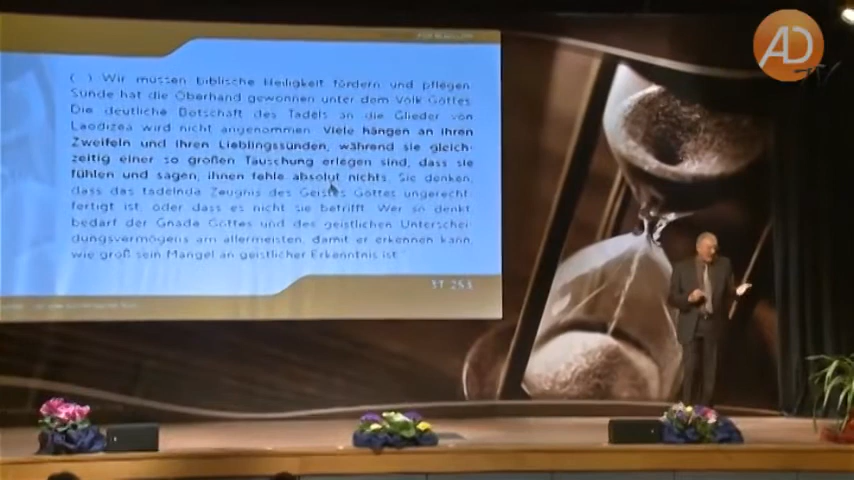 AD
TV
(...) Wir müssen biblische Heiligkeit fördern und pflegen.
Sünde hat die Oberhand gewonnen unter dem Volk Gottes.
Die deutliche Botschaft des Tadels an die Glieder von
Laodizea wird nicht angenommen. Viele hängen an ihren
Zweifeln und ihren Lieblingssünden, während sie gleich-
zeitig einer so großen Täuschung erlegen sind, dass sie
fühlen und sagen, ihnen fehle absolut nichts. Sie denken,
dass das tadelnde Zeugnis des Geistes Gottes ungerecht-
fertigt ist, oder dass es nicht sie betrifft. Wer so denkt,
bedarf der Gnade Gottes und des geistlichen Unterschei-
dungsvermögens am allermeisten, damit er erkennen kann,
wie groß sein Mangel an geistlicher Erkenntnis ist.
3T 253